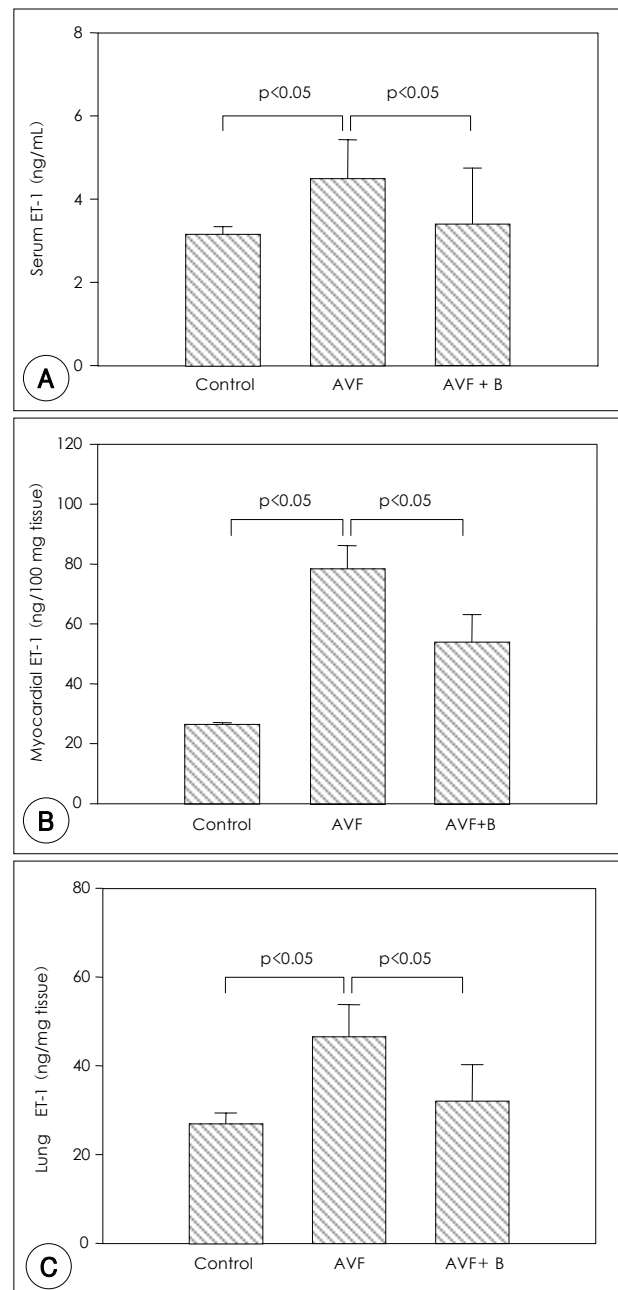 8
p<0.05 p<0.05
6
Serum ET-1 (ng/mL)
4
2
0
A
Control AVF AVF + B
120
100
p<0.05 p<0.05
80
Myocardial ET-1 (ng/100 mg tissue)
60
40
20
0
B
Control AVF AVF+B
80
p<0.05 p<0.05
60
Lung ET-1 (ng/mg tissue)
40
20
0
C
Control AVF AVF+ B